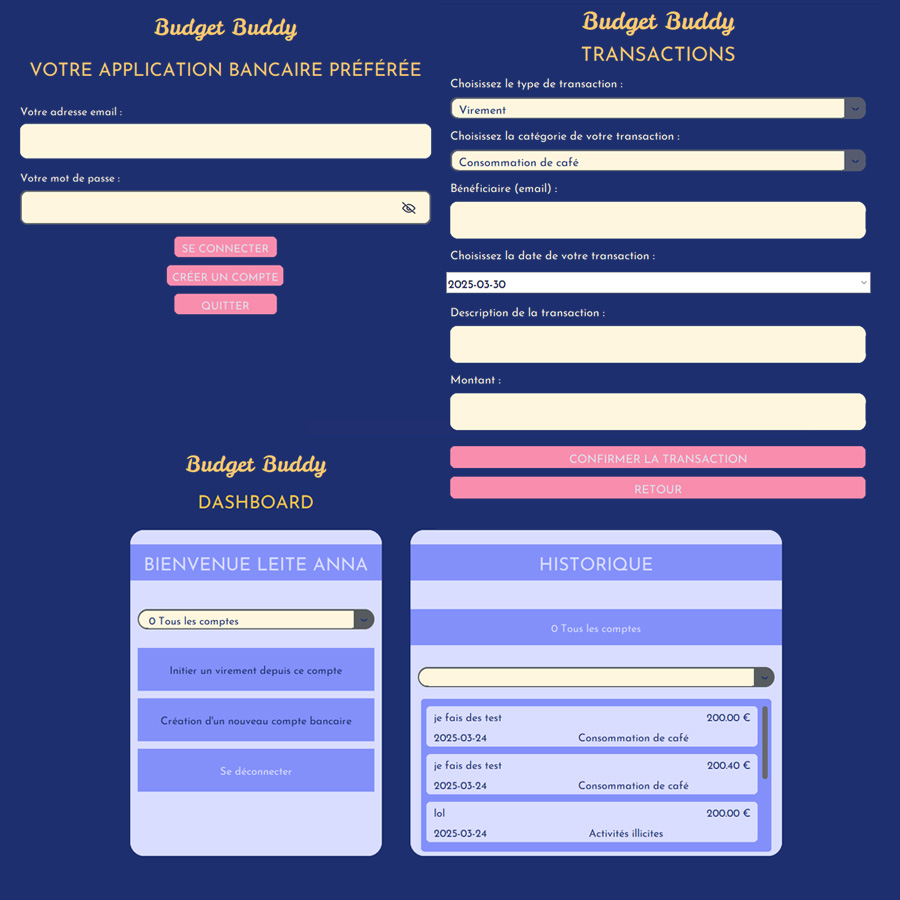 Budget Buddy
VOTRE APPLICATION BANCAIRE PRÉFÉRÉE
Votre adresse email :
Votre mot de passe :
SE CONNECTER
CRÉER UN COMPTE
QUITTER
Budget Buddy
TRANSACTIONS
Choisissez le type de transaction :
Virement
Choisissez la catégorie de votre transaction :
Consommation de café
Bénéficiaire (email) :
Choisissez la date de votre transaction :
2025-03-30
Description de la transaction :
Montant :
CONFIRMER LA TRANSACTION
RETOUR
Budget Buddy
DASHBOARD
BIENVENUE LEITE ANNA
0 Tous les comptes
Initier un virement depuis ce compte
Création d'un nouveau compte bancaire
Se déconnecter
HISTORIQUE
0 Tous les comptes
je fais des test 200.00 €
2025-03-24 Consommation de café
je fais des test 200.40 €
2025-03-24 Consommation de café
lol 200.00 €
2025-03-24 Activités illicites